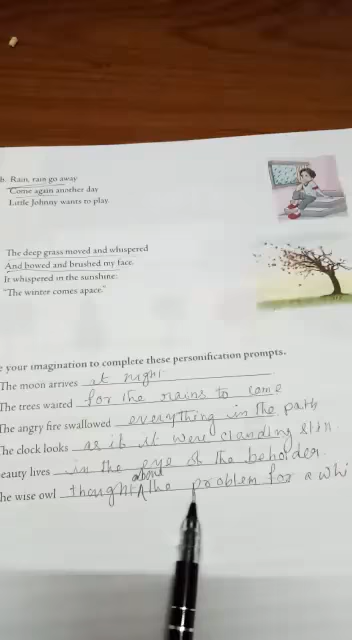 b. Rain, rain go away
Come again another day
Little Johnny wants to play.
The deep grass moved and whispered
And bowed and brushed my face.
It whispered in the sunshine:
"The winter comes apace."
e your imagination to complete these personification prompts.
The moon arrives at night
The trees waited for the rains to come
The angry fire swallowed everything in the path
The clock looks as if it were standing still.
eauty lives in the eye of the beholder.
about
he wise owl thought ^ the problem for a whi